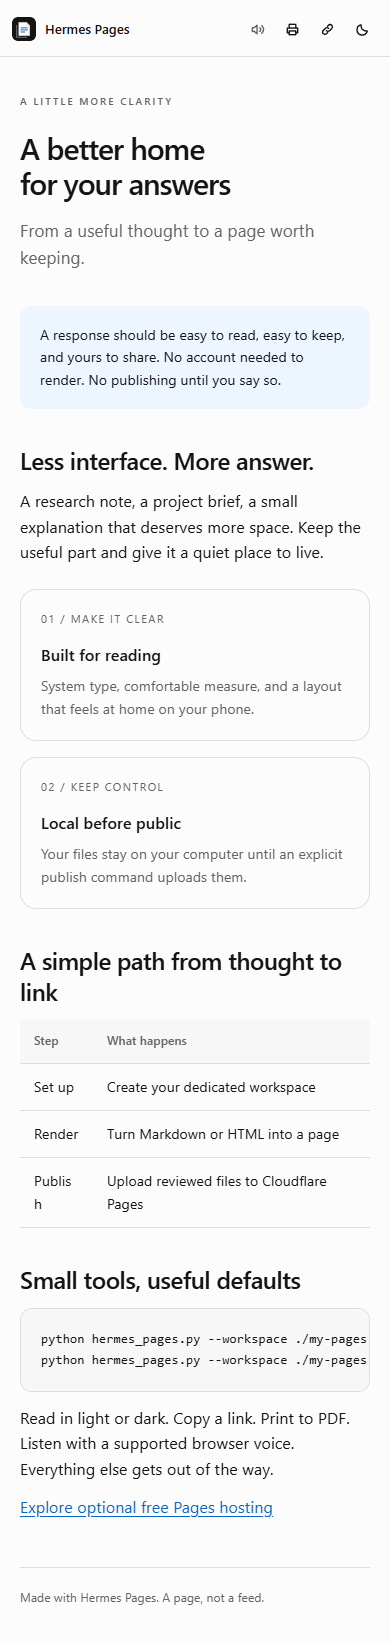 Hermes Pages
A LITTLE MORE CLARITY
A better home
for your answers
From a useful thought to a page worth
keeping.
A response should be easy to read, easy to keep,
and yours to share. No account needed to
render. No publishing until you say so.
Less interface. More answer.
A research note, a project brief, a small
explanation that deserves more space. Keep the
useful part and give it a quiet place to live.
01 / MAKE IT CLEAR
Built for reading
System type, comfortable measure, and a layout
that feels at home on your phone.
02 / KEEP CONTROL
Local before public
Your files stay on your computer until an explicit
publish command uploads them.
A simple path from thought to
link
Step What happens
Set up Create your dedicated workspace
Render Turn Markdown or HTML into a page
Publis Upload reviewed files to Cloudflare
h Pages
Small tools, useful defaults
python hermes_pages.py --workspace ./my-pages
python hermes_pages.py --workspace ./my-pages
Read in light or dark. Copy a link. Print to PDF.
Listen with a supported browser voice.
Everything else gets out of the way.
Explore optional free Pages hosting
Made with Hermes Pages. A page, not a feed.